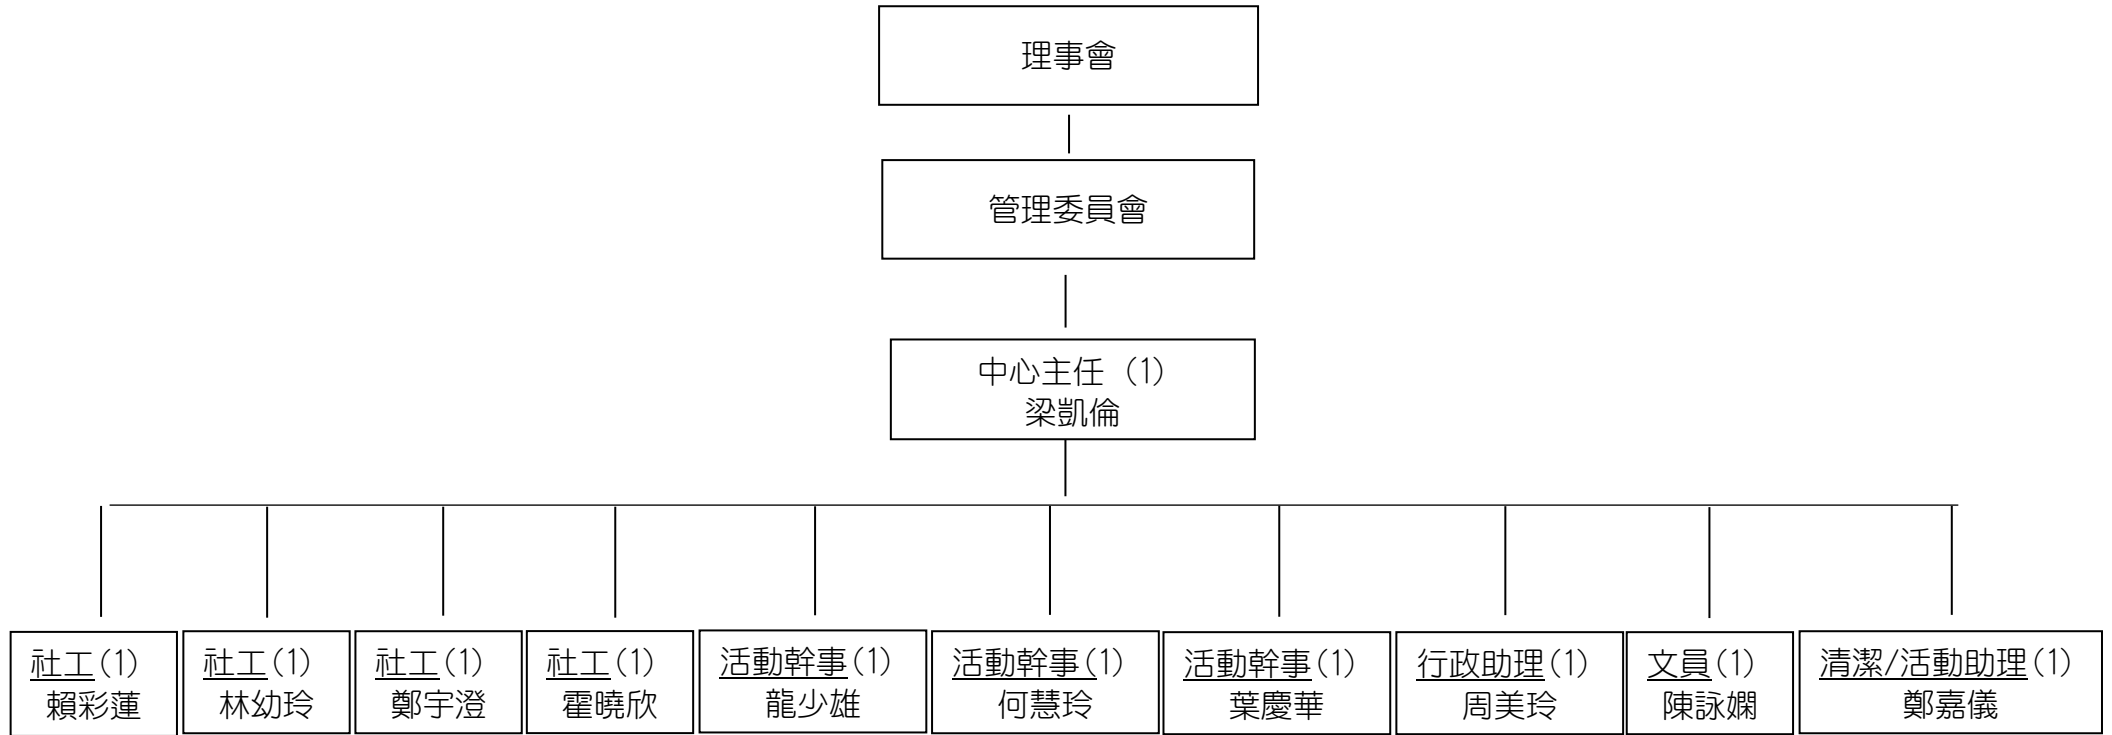 理事會
管理委員會
中心主任 (1)
梁凱倫
社工(1)
賴彩蓮
社工(1)
林幼玲
社工(1)
鄭宇澄
社工(1)
霍曉欣
活動幹事(1)
龍少雄
活動幹事(1)
何慧玲
活動幹事(1)
葉慶華
行政助理(1)
周美玲
文員(1)
陳詠嫻
清潔/活動助理(1)
鄭嘉儀